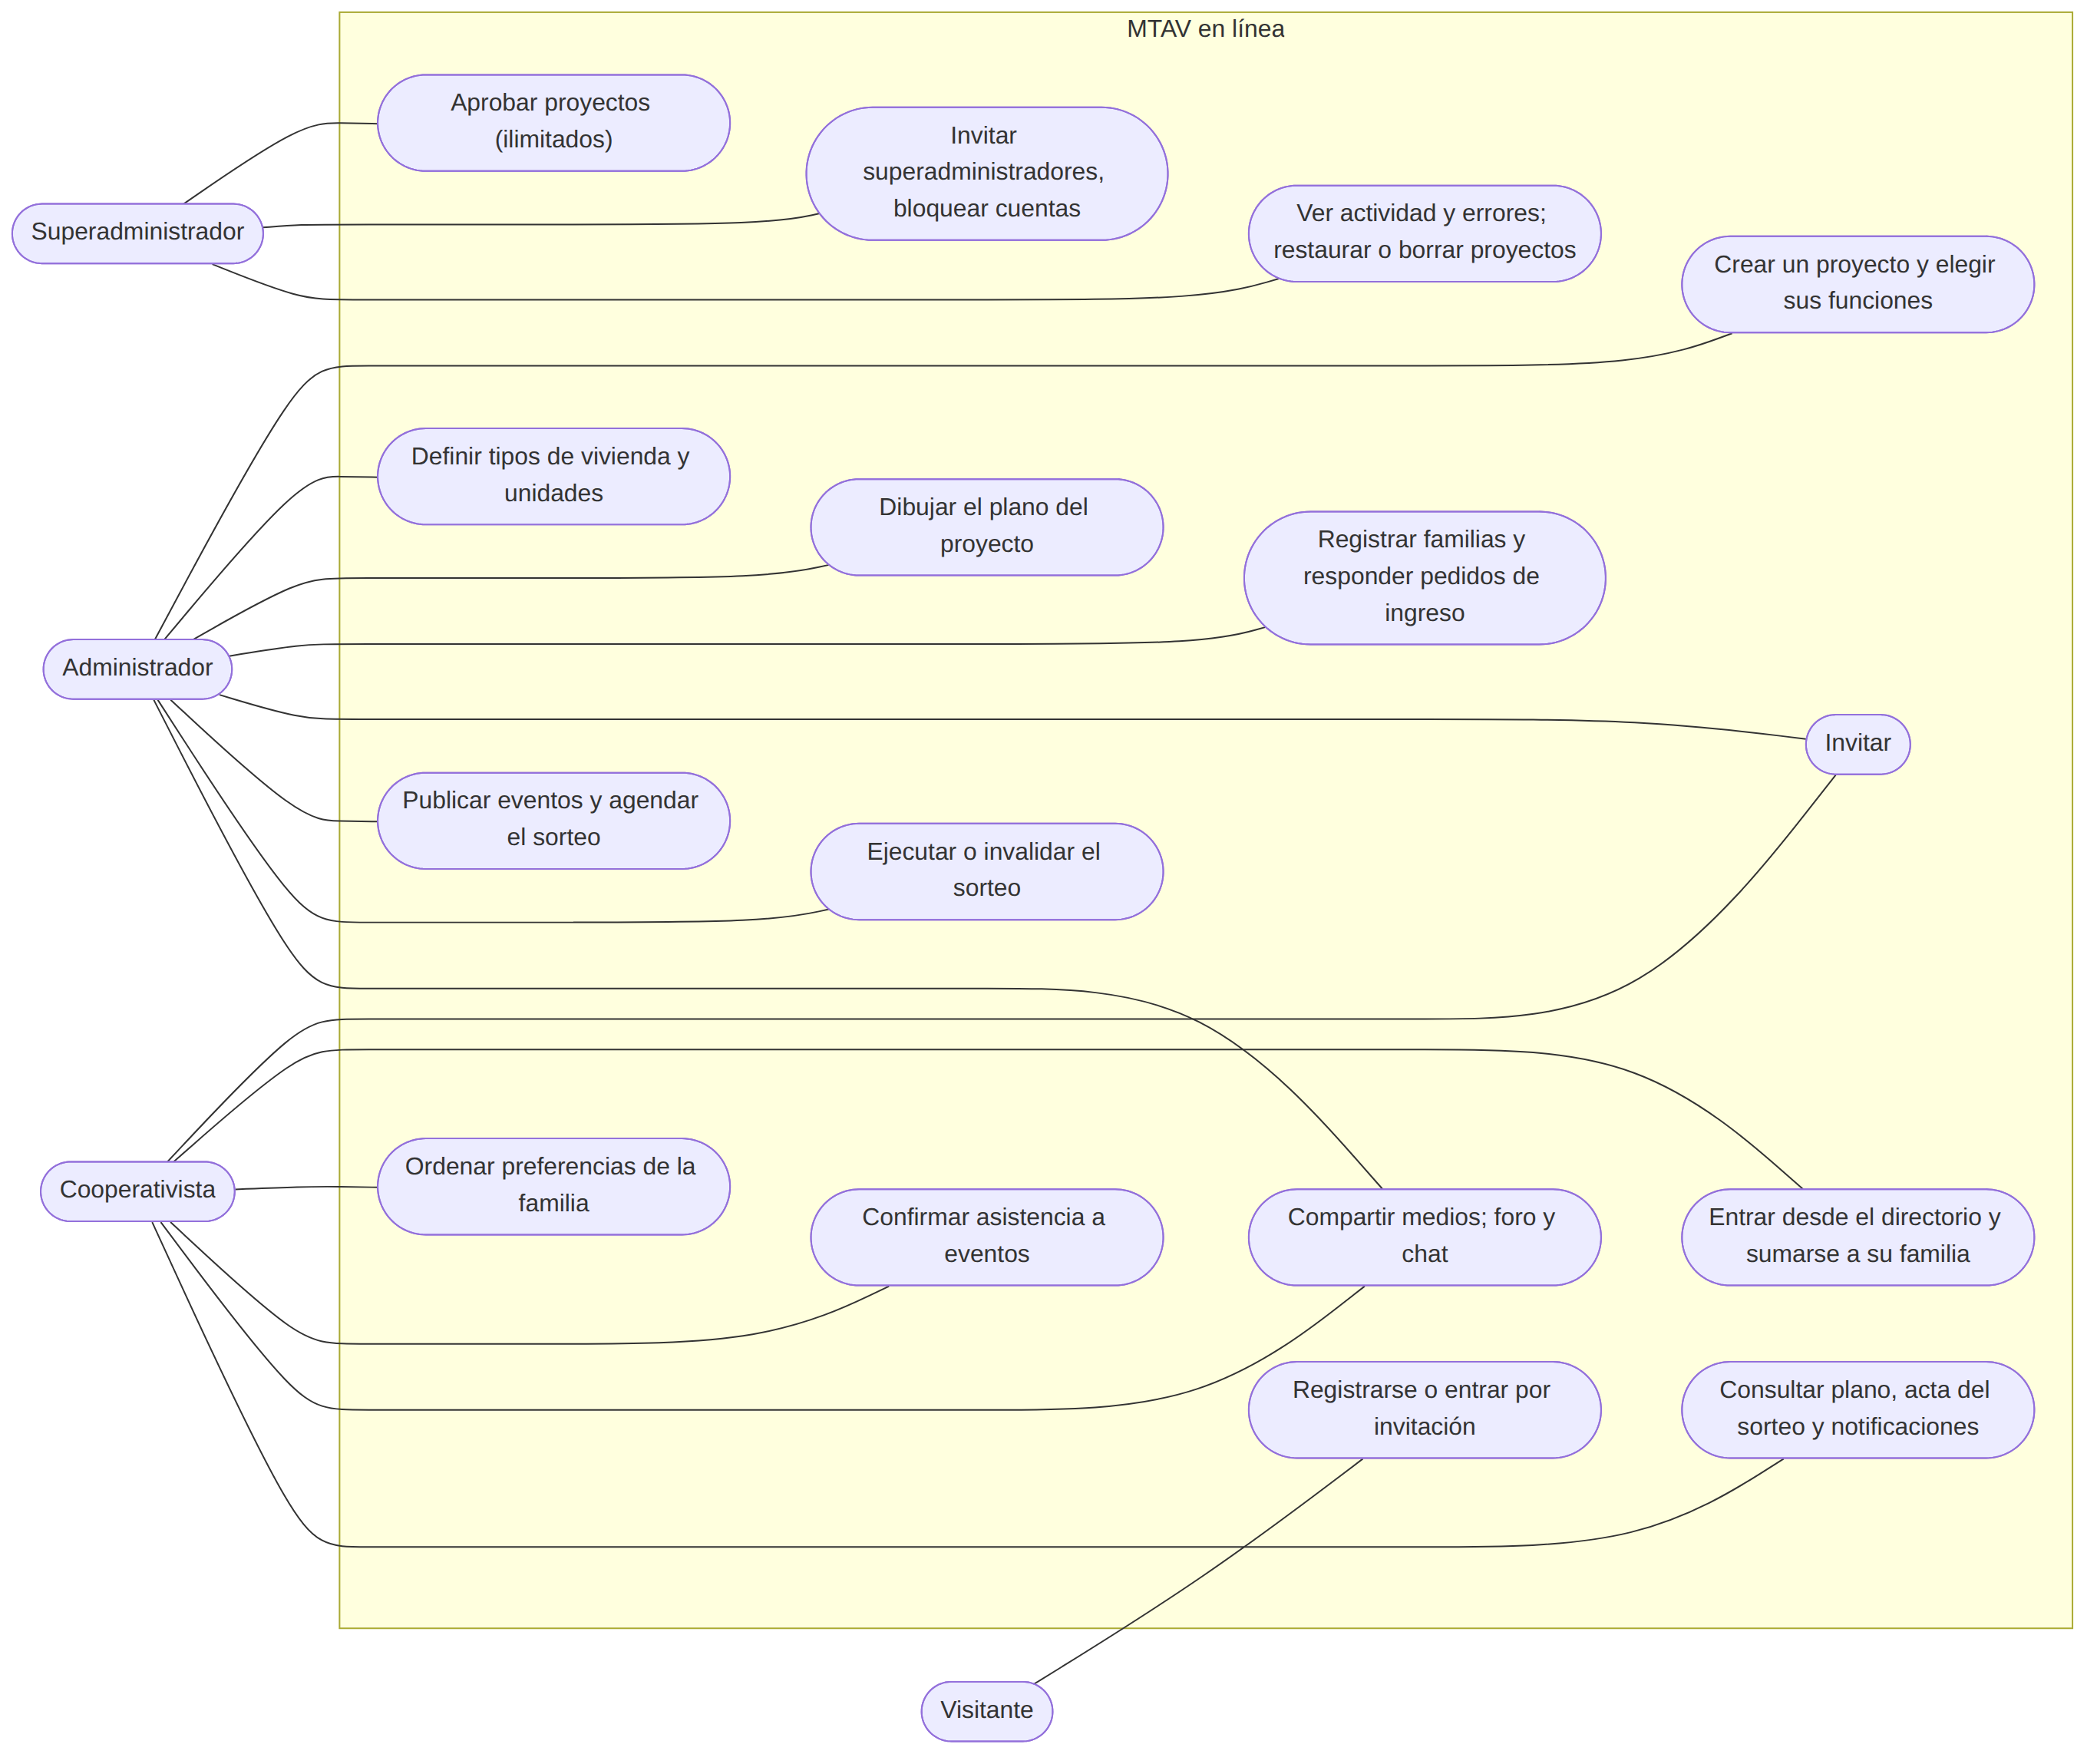 MTAV en línea
Aprobar proyectos
(ilimitados)
Invitar
superadministradores,
bloquear cuentas
Ver actividad y errores;
restaurar o borrar proyectos
Crear un proyecto y elegir
sus funciones
Superadministrador
Definir tipos de vivienda y
unidades
Dibujar el plano del
proyecto
Registrar familias y
responder pedidos de
ingreso
Administrador
Invitar
Publicar eventos y agendar
el sorteo
Ejecutar o invalidar el
sorteo
Cooperativista
Ordenar preferencias de la
familia
Confirmar asistencia a
eventos
Compartir medios; foro y
chat
Entrar desde el directorio y
sumarse a su familia
Registrarse o entrar por
invitación
Consultar plano, acta del
sorteo y notificaciones
Visitante